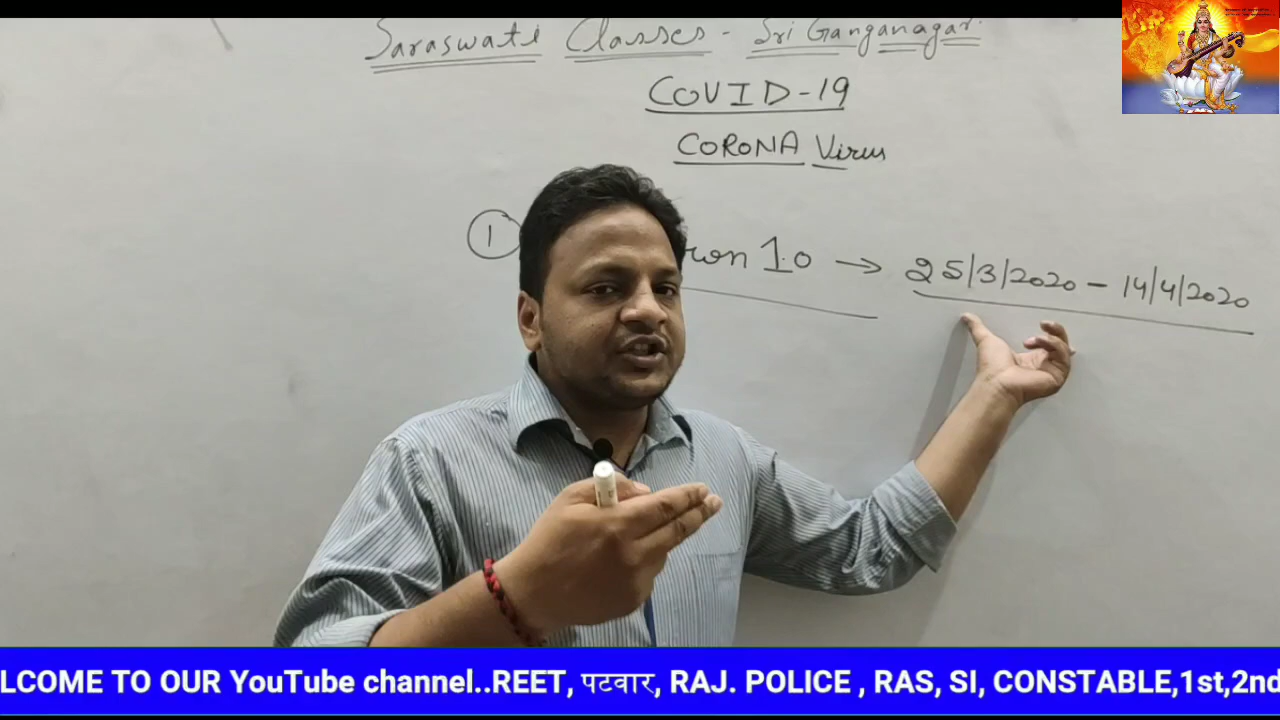 Saraswati Classes - Sri Ganganagar
COVID-19
CORONA Virus
1 1.0 → 25/3/2020 - 14/4/2020
LCOME TO OUR YouTube channel..REET, पटवार, RAJ. POLICE , RAS, SI, CONSTABLE,1st,2nd